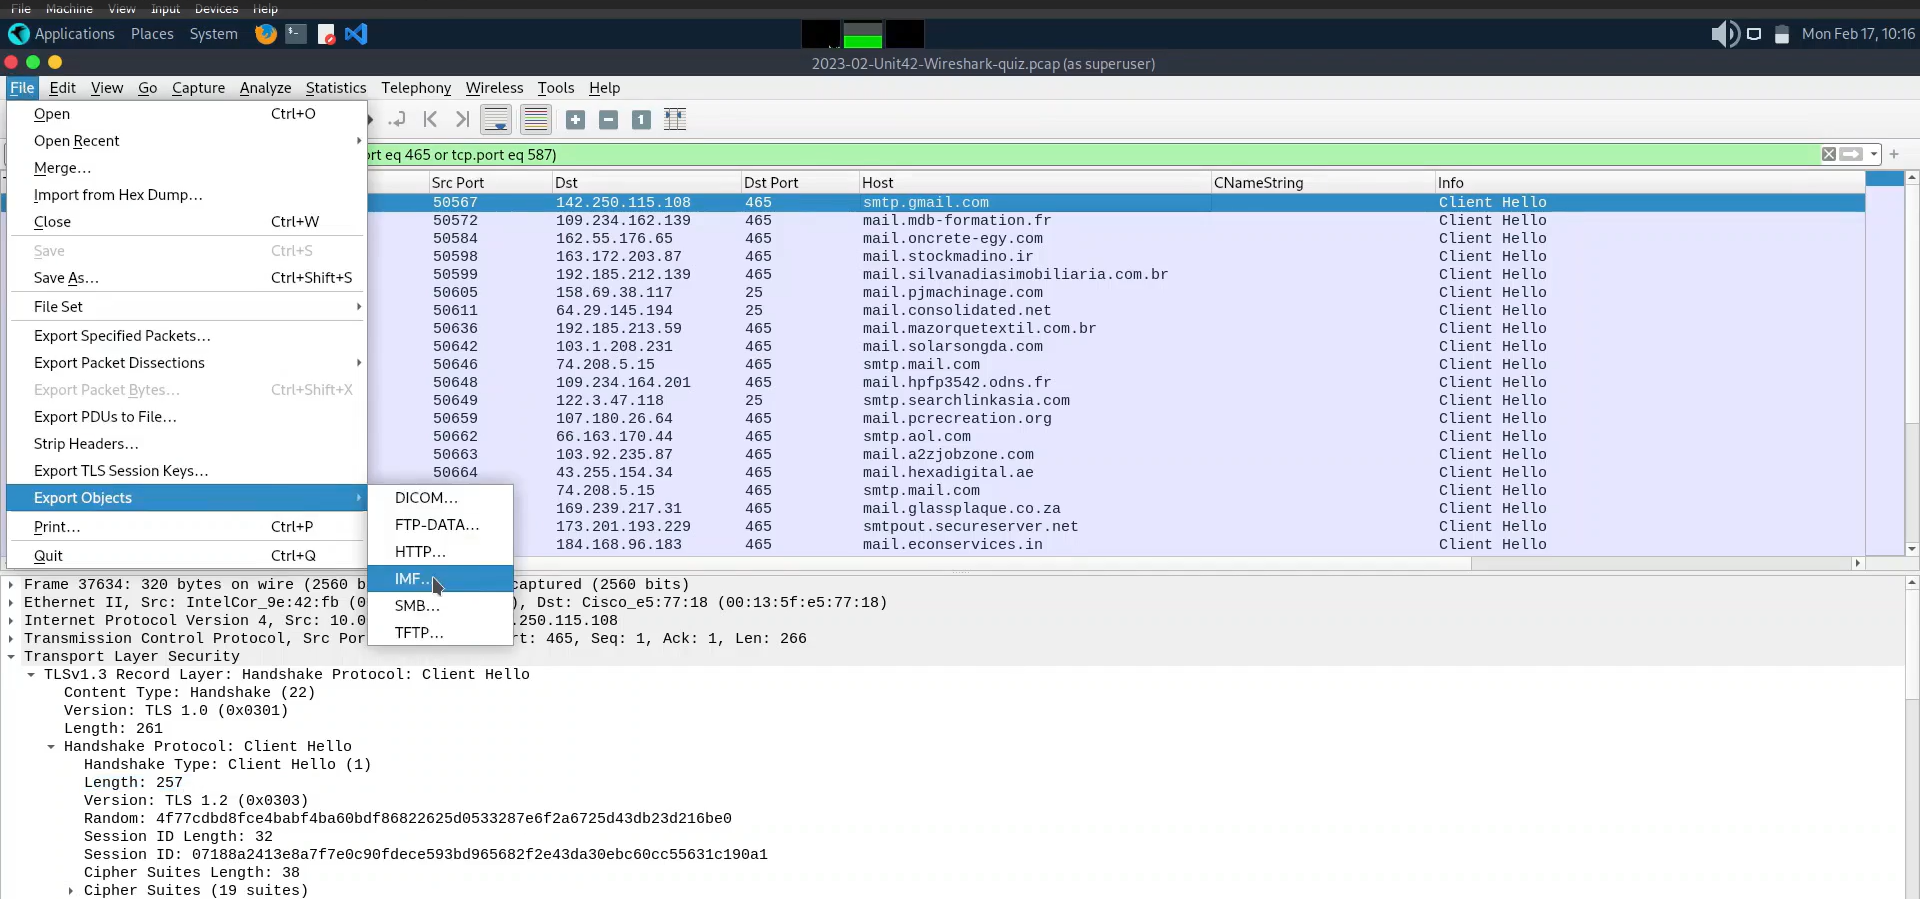 File Machine View Input Devices Help
Applications Places System Mon Feb 17, 10:16
2023-02-Unit42-Wireshark-quiz.pcap (as superuser)
File Edit View Go Capture Analyze Statistics Telephony Wireless Tools Help
Open Ctrl+O
Open Recent
Merge...
Import from Hex Dump...
Close Ctrl+W
Save Ctrl+S
Save As... Ctrl+Shift+S
File Set
Export Specified Packets...
Export Packet Dissections
Export Packet Bytes... Ctrl+Shift+X
Export PDUs to File...
Strip Headers...
Export TLS Session Keys...
Export Objects
Print... Ctrl+P
Quit Ctrl+Q
DICOM...
FTP-DATA...
HTTP...
IMF...
SMB...
TFTP...
eq 465 or tcp.port eq 587)
Src Port Dst Dst Port Host CNameString Info
50567 142.250.115.108 465 smtp.gmail.com Client Hello
50572 109.234.162.139 465 mail.mdb-formation.fr Client Hello
50584 162.55.176.65 465 mail.oncrete-egy.com Client Hello
50598 163.172.203.87 465 mail.stockmadino.ir Client Hello
50599 192.185.212.139 465 mail.silvanadiasimobiliaria.com.br Client Hello
50605 158.69.38.117 25 mail.pjmachinage.com Client Hello
50611 64.29.145.194 25 mail.consolidated.net Client Hello
50636 192.185.213.59 465 mail.mazorquetextil.com.br Client Hello
50642 103.1.208.231 465 mail.solarsongda.com Client Hello
50646 74.208.5.15 465 smtp.mail.com Client Hello
50648 109.234.164.201 465 mail.hpfp3542.odns.fr Client Hello
50649 122.3.47.118 25 smtp.searchlinkasia.com Client Hello
50659 107.180.26.64 465 mail.pcrecreation.org Client Hello
50662 66.163.170.44 465 smtp.aol.com Client Hello
50663 103.92.235.87 465 mail.a2zjobzone.com Client Hello
50664 43.255.154.34 465 mail.hexadigital.ae Client Hello
74.208.5.15 465 smtp.mail.com Client Hello
169.239.217.31 465 mail.glassplaque.co.za Client Hello
173.201.193.229 465 smtpout.secureserver.net Client Hello
184.168.96.183 465 mail.econservices.in Client Hello
Frame 37634: 320 bytes on wire (2560 b captured (2560 bits)
Ethernet II, Src: IntelCor_9e:42:fb (0 ), Dst: Cisco_e5:77:18 (00:13:5f:e5:77:18)
Internet Protocol Version 4, Src: 10.0 .250.115.108
Transmission Control Protocol, Src Por rt: 465, Seq: 1, Ack: 1, Len: 266
Transport Layer Security
TLSv1.3 Record Layer: Handshake Protocol: Client Hello
Content Type: Handshake (22)
Version: TLS 1.0 (0x0301)
Length: 261
Handshake Protocol: Client Hello
Handshake Type: Client Hello (1)
Length: 257
Version: TLS 1.2 (0x0303)
Random: 4f77cdbd8fce4babf4ba60bdf86822625d0533287e6f2a6725d43db23d216be0
Session ID Length: 32
Session ID: 07188a2413e8a7f7e0c90fdece593bd965682f2e43da30ebc60cc55631c190a1
Cipher Suites Length: 38
Cipher Suites (19 suites)